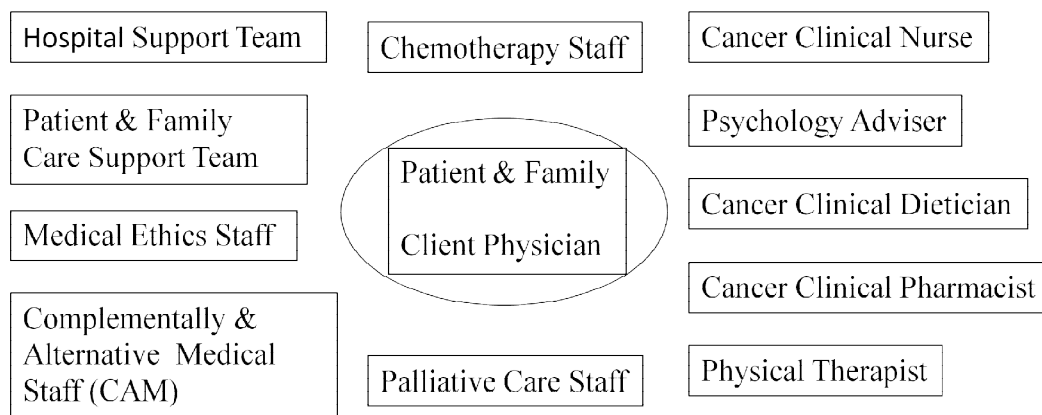 Hospital Support Team
Patient & Family
Care Support Team
Medical Ethics Staff
Complementally &
Alternative Medical
Staff (CAM)
Chemotherapy Staff
Patient & Family
Client Physician
Palliative Care Staff
Cancer Clinical Nurse
Psychology Adviser
Cancer Clinical Dietician
Cancer Clinical Pharmacist
Physical Therapist